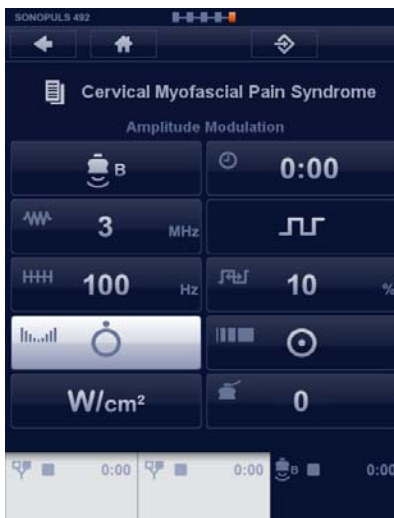 SONOPULS 492
Cervical Myofascial Pain Syndrome
Amplitude Modulation
B
0:00
3 MHz
100 Hz
10 %
W/cm²
0
0:00 0:00 B 0:00